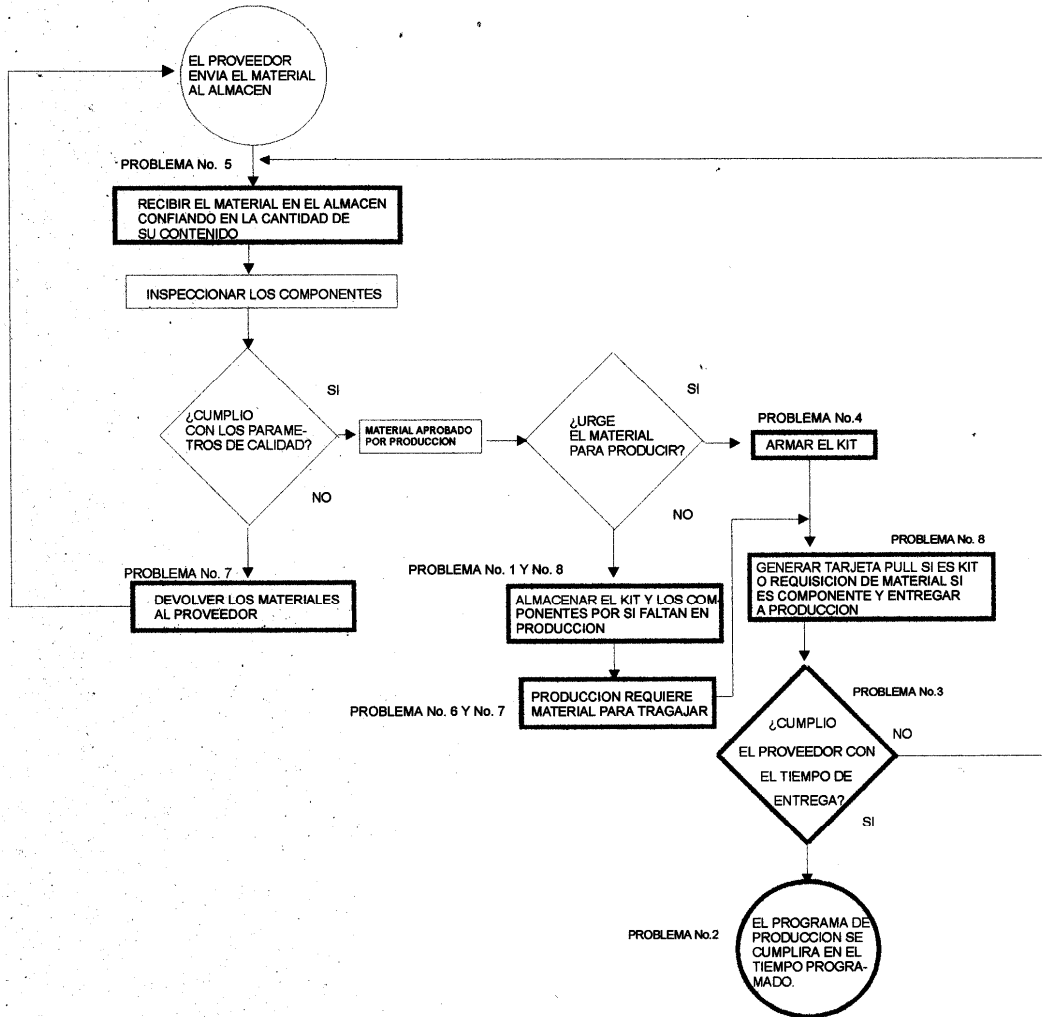 EL PROVEEDOR
ENVIA EL MATERIAL
AL ALMACEN
PROBLEMA No. 5
RECIBIR EL MATERIAL EN EL ALMACEN
CONFIANDO EN LA CANTIDAD DE
SU CONTENIDO
INSPECCIONAR LOS COMPONENTES
SI
¿CUMPLIO
CON LOS PARAME-
TROS DE CALIDAD?
NO
MATERIAL APROBADO
POR PRODUCCION
SI
¿URGE
EL MATERIAL
PARA PRODUCIR?
NO
PROBLEMA No.4
ARMAR EL KIT
PROBLEMA No. 7
DEVOLVER LOS MATERIALES
AL PROVEEDOR
PROBLEMA No. 1 Y No. 8
ALMACENAR EL KIT Y LOS COM-
PONENTES POR SI FALTAN EN
PRODUCCION
PROBLEMA No. 6 Y No. 7
PRODUCCION REQUIERE
MATERIAL PARA TRAGAJAR
PROBLEMA No. 8
GENERAR TARJETA PULL SI ES KIT
O REQUISICION DE MATERIAL SI
ES COMPONENTE Y ENTREGAR
A PRODUCCION
PROBLEMA No.3
¿CUMPLIO
EL PROVEEDOR CON
EL TIEMPO DE
ENTREGA?
NO
SI
PROBLEMA No.2
EL PROGRAMA DE
PRODUCCION SE
CUMPLIRA EN EL
TIEMPO PROGRA-
MADO.